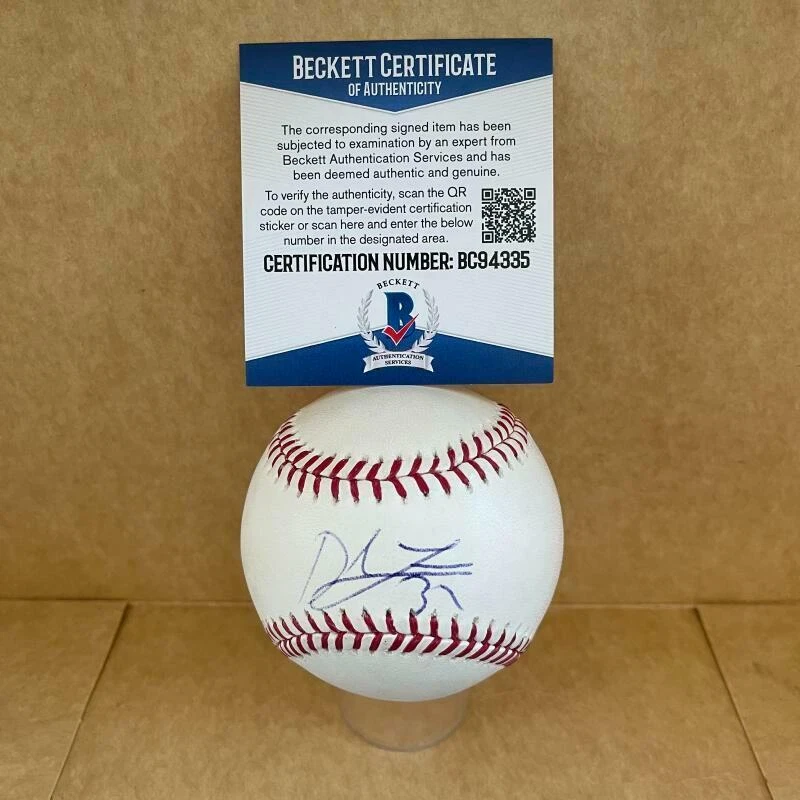 BECKETT CERTIFICATE
OF AUTHENTICITY
The corresponding signed item has been
subjected to examination by an expert from
Beckett Authentication Services and has
been deemed authentic and genuine.
To verify the authenticity, scan the QR
code on the tamper-evident certification
sticker or scan here and enter the below
number in the designated area.
CERTIFICATION NUMBER: BC94335
BECKETT
B
AUTHENTICATION
SERVICES